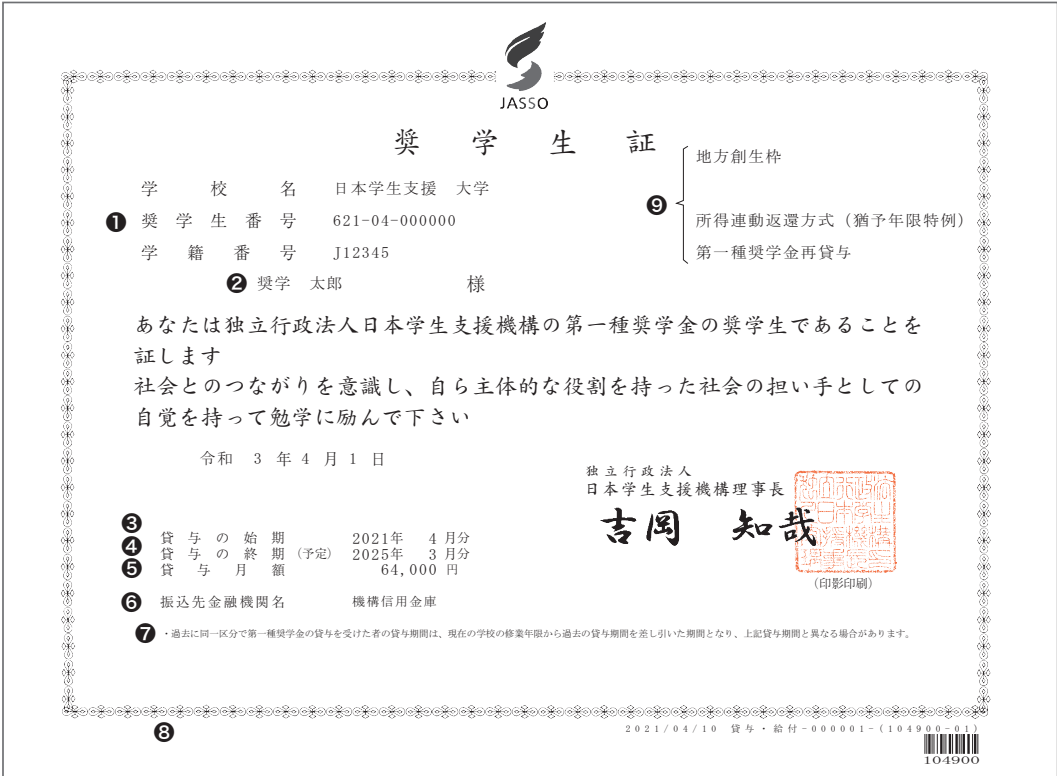 JASSO
奨学生証
地方創生枠
学校名 日本学生支援 大学
❾
❶ 奨学生番号 621-04-000000
所得連動返還方式（猶予年限特例）
学籍番号 J12345
第一種奨学金再貸与
❷ 奨学 太郎 様
あなたは独立行政法人日本学生支援機構の第一種奨学金の奨学生であることを
証します
社会とのつながりを意識し、自ら主体的な役割を持った社会の担い手としての
自覚を持って勉学に励んで下さい
令和 3 年 4 月 1 日
独立行政法人
日本学生支援機構理事長
吉岡 知哉
❸ 貸与の始期 2021年 4 月分
❹ 貸与の終期（予定） 2025年 3 月分
❺ 貸与月額 64,000 円
（印影印刷）
❻ 振込先金融機関名 機構信用金庫
❼ ・過去に同一区分で第一種奨学金の貸与を受けた者の貸与期間は、現在の学校の修業年限から過去の貸与期間を差し引いた期間となり、上記貸与期間と異なる場合があります。
❽
2021/04/10 貸与・給付-000001-(104900-01)
104900